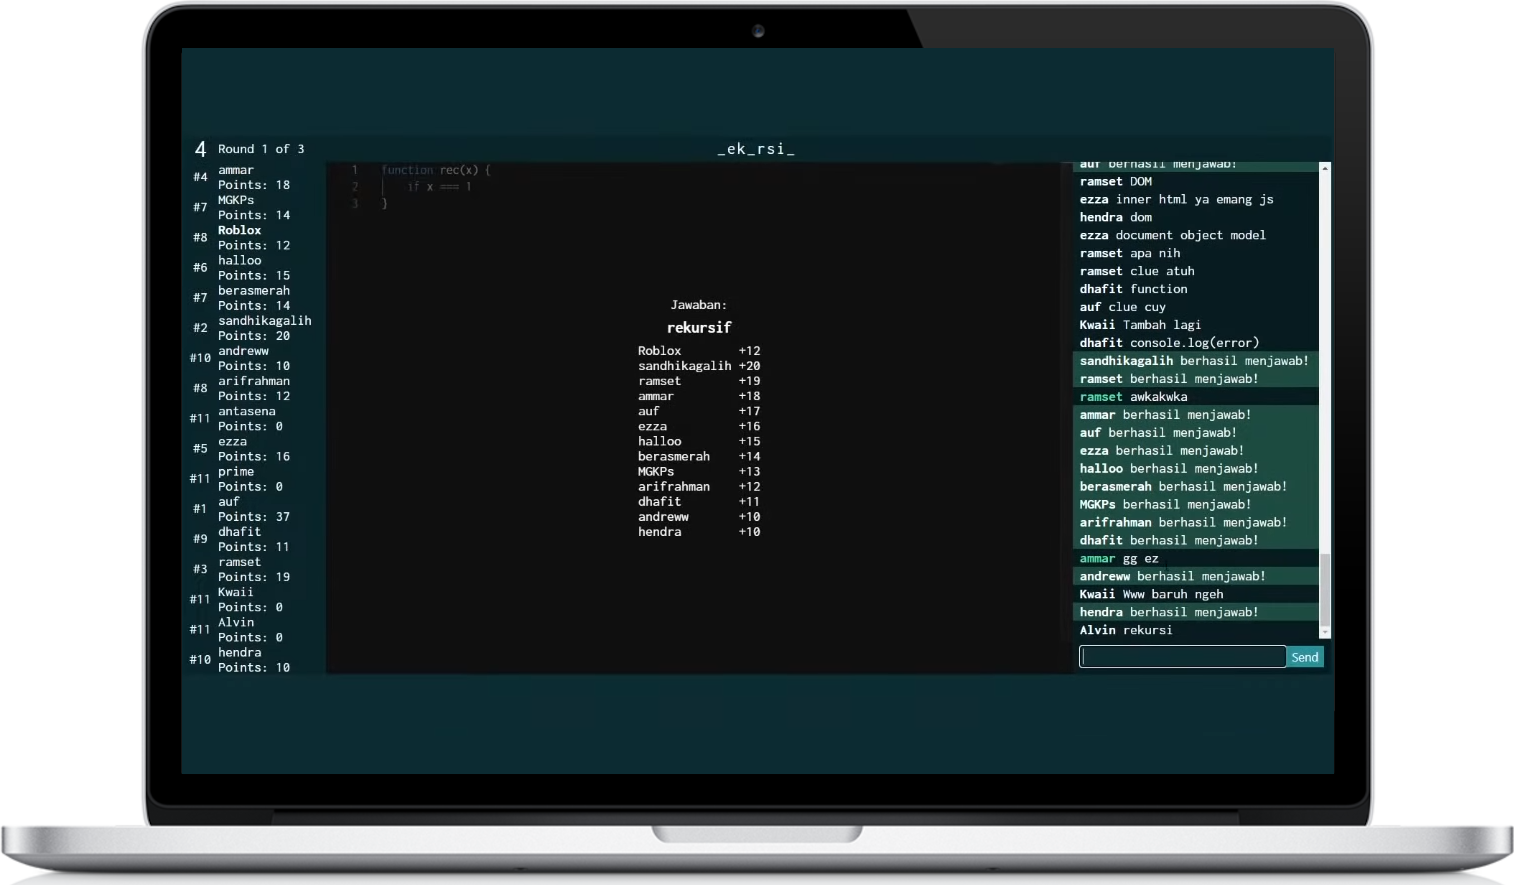 4 Round 1 of 3
_ek_rsi_
#4 ammar
Points: 18
#7 MGKPs
Points: 14
#8 Roblox
Points: 12
#6 halloo
Points: 15
#7 berasmerah
Points: 14
#2 sandhikagalih
Points: 20
#10 andreww
Points: 10
#8 arifrahman
Points: 12
#11 antasena
Points: 0
#5 ezza
Points: 16
#11 prime
Points: 0
#1 auf
Points: 37
#9 dhafit
Points: 11
#3 ramset
Points: 19
#11 Kwaii
Points: 0
#11 Alvin
Points: 0
#10 hendra
Points: 10
1 function rec(x) {
2 if x === 1
3 }
Jawaban:
rekursif
Roblox +12
sandhikagalih +20
ramset +19
ammar +18
auf +17
ezza +16
halloo +15
berasmerah +14
MGKPs +13
arifrahman +12
dhafit +11
andreww +10
hendra +10
auf berhasil menjawab!
ramset DOM
ezza inner html ya emang js
hendra dom
ezza document object model
ramset apa nih
ramset clue atuh
dhafit function
auf clue cuy
Kwaii Tambah lagi
dhafit console.log(error)
sandhikagalih berhasil menjawab!
ramset berhasil menjawab!
ramset awkakwka
ammar berhasil menjawab!
auf berhasil menjawab!
ezza berhasil menjawab!
halloo berhasil menjawab!
berasmerah berhasil menjawab!
MGKPs berhasil menjawab!
arifrahman berhasil menjawab!
dhafit berhasil menjawab!
ammar gg ez
andreww berhasil menjawab!
Kwaii Www baruh ngeh
hendra berhasil menjawab!
Alvin rekursi
Send